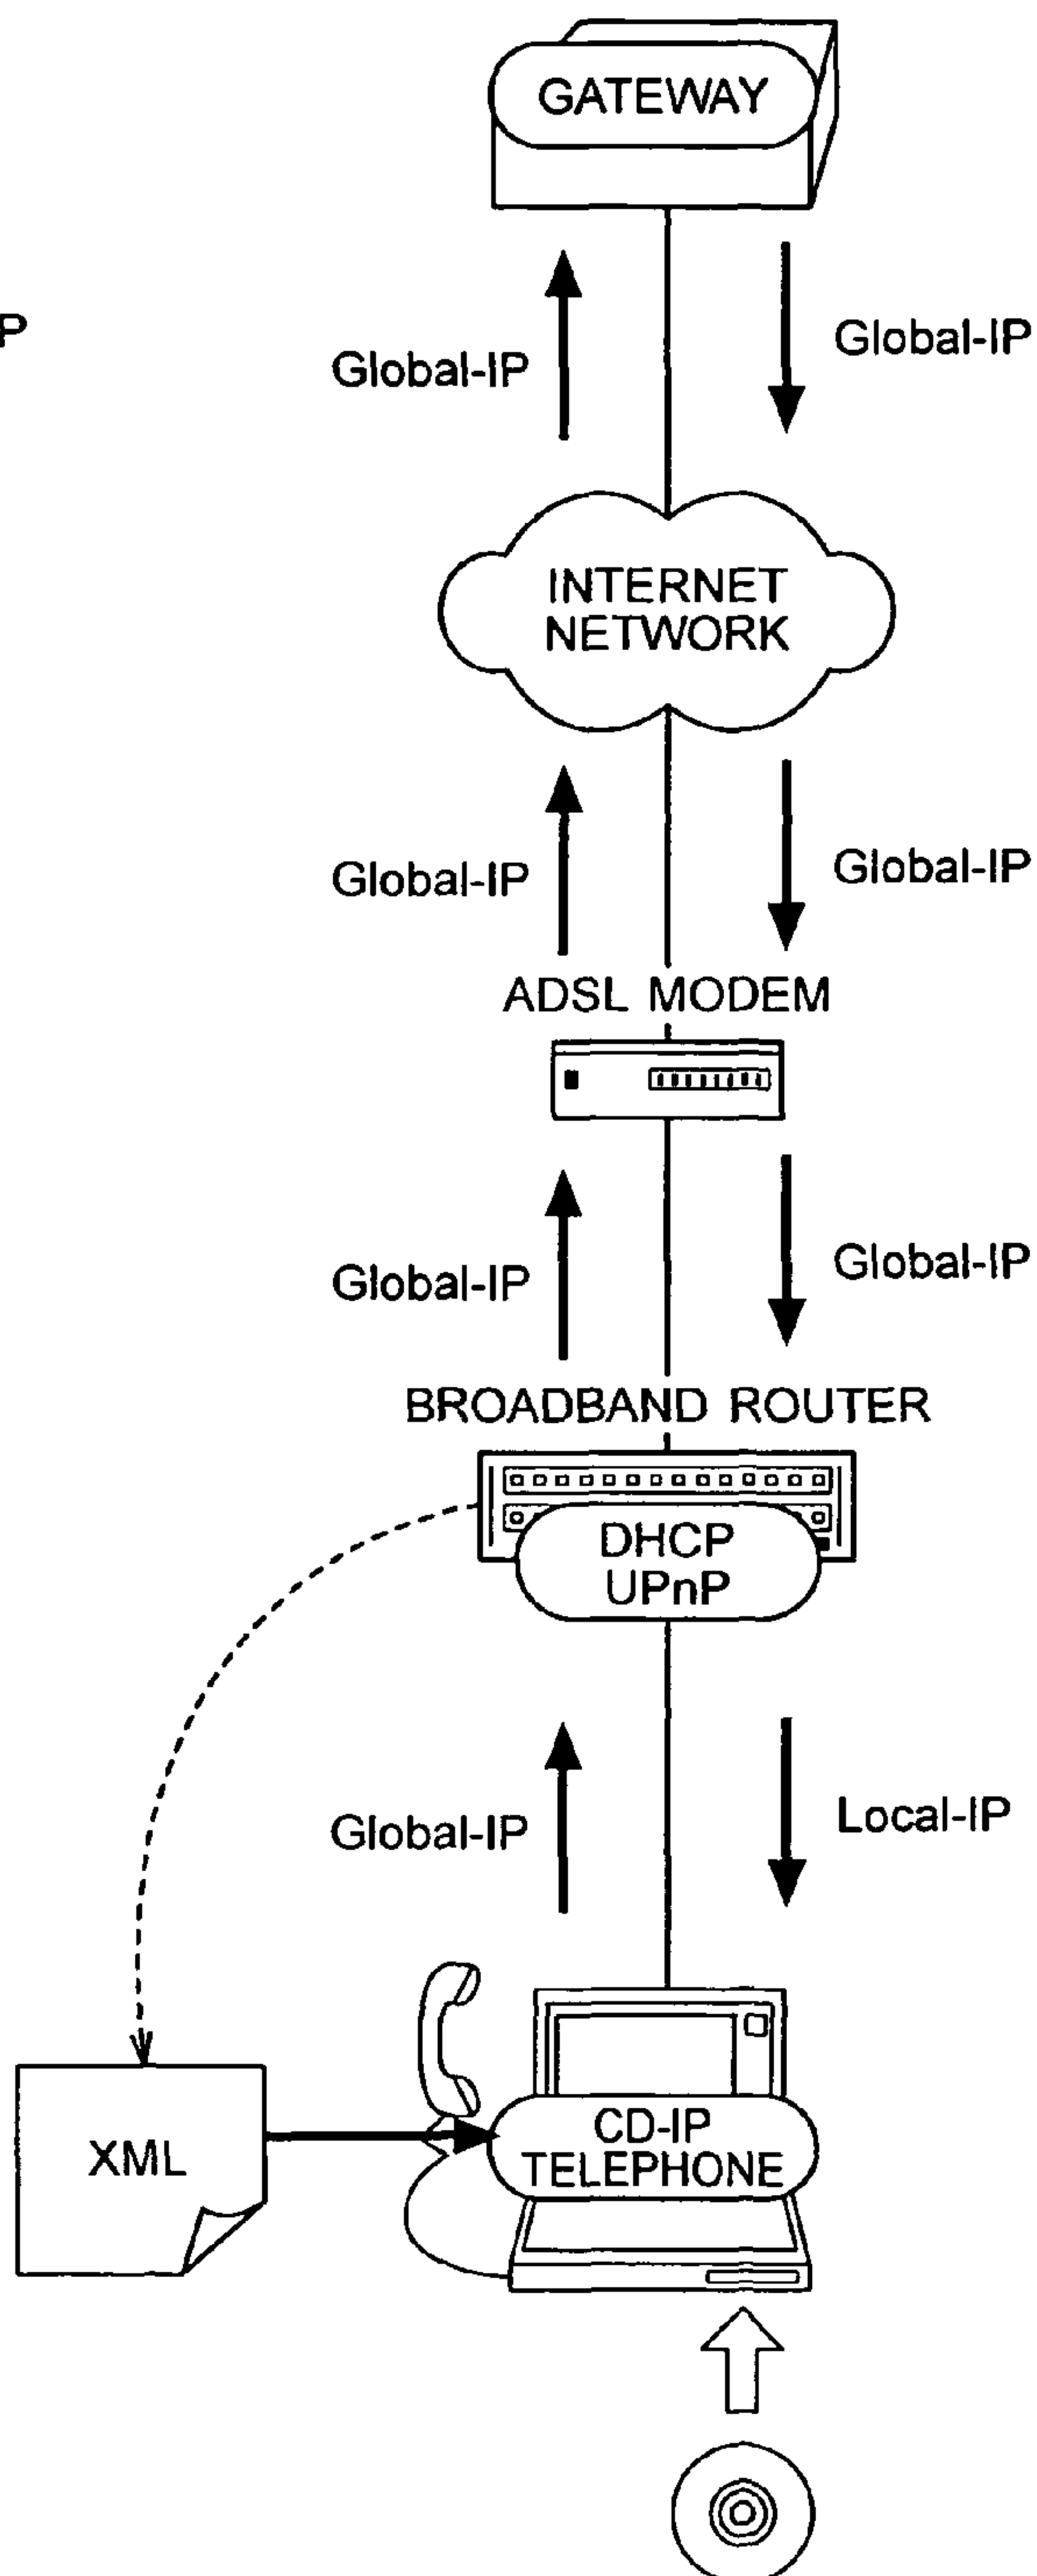 GATEWAY
P
Global-IP
Global-IP
INTERNET
NETWORK
Global-IP
Global-IP
ADSL MODEM
Global-IP
Global-IP
BROADBAND ROUTER
DHCP
UPnP
Global-IP
Local-IP
CD-IP
TELEPHONE
XML